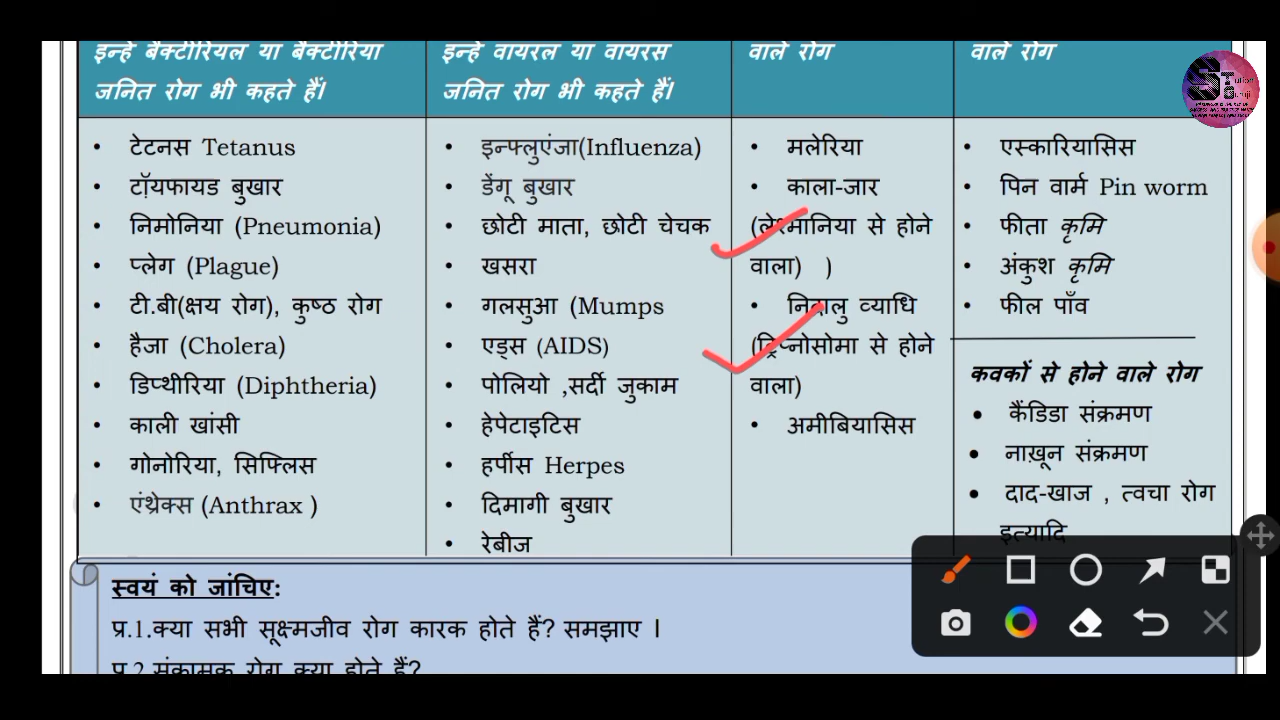 इन्हे बैक्टीरियल या बैक्टीरिया
जनित रोग भी कहते हैं।
इन्हे वायरल या वायरस
जनित रोग भी कहते हैं।
वाले रोग
वाले रोग
• टेटनस Tetanus
• टॉयफायड बुखार
• निमोनिया (Pneumonia)
• प्लेग (Plague)
• टी.बी(क्षय रोग), कुष्ठ रोग
• हैजा (Cholera)
• डिप्थीरिया (Diphtheria)
• काली खांसी
• गोनोरिया, सिफ्लिस
• एंथ्रेक्स (Anthrax )
• इन्फ्लुएंजा(Influenza)
• डेंगू बुखार
• छोटी माता, छोटी चेचक
• खसरा
• गलसुआ (Mumps
• एड्स (AIDS)
• पोलियो ,सर्दी जुकाम
• हेपेटाइटिस
• हर्पीस Herpes
• दिमागी बुखार
• रेबीज
• मलेरिया
• काला-जार
(लेश्मानिया से होने
वाला) )
• निद्रालु व्याधि
(ट्रिप्नोसोमा से होने
वाला)
• अमीबियासिस
• एस्कारियासिस
• पिन वार्म Pin worm
• फीता कृमि
• अंकुश कृमि
• फील पाँव
कवकों से होने वाले रोग
• कैंडिडा संक्रमण
• नाख़ून संक्रमण
• दाद-खाज , त्वचा रोग
इत्यादि
स्वयं को जांचिए:
प्र.1.क्या सभी सूक्ष्मजीव रोग कारक होते हैं? समझाए ।
प्र.2.संक्रामक रोग क्या होते हैं?